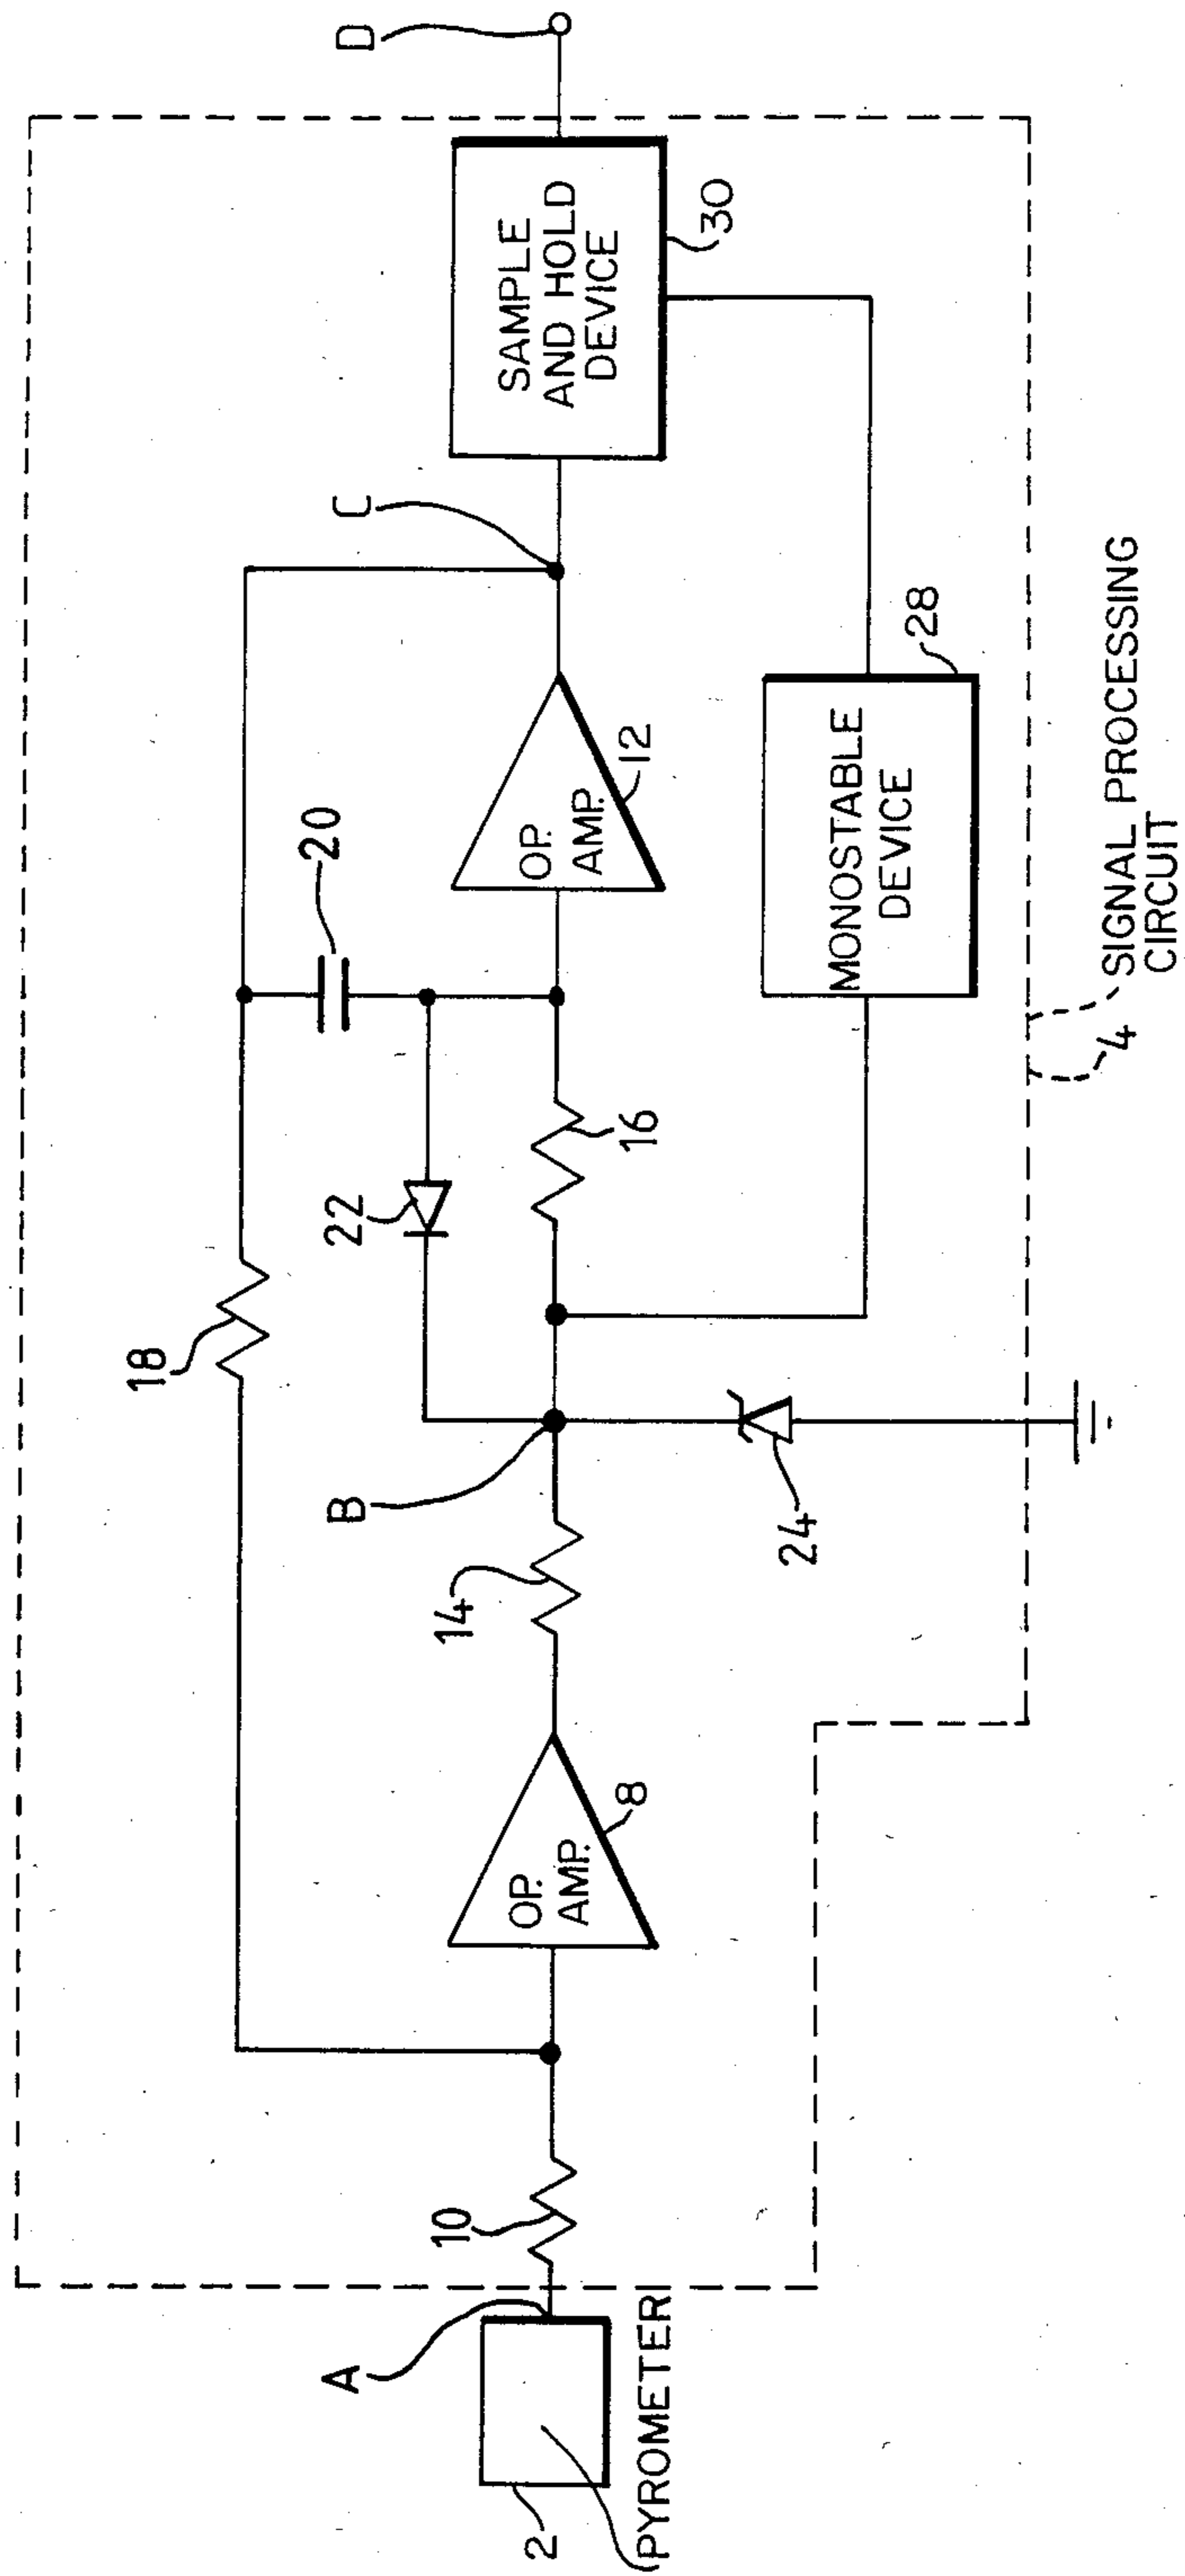 D
SAMPLE
AND HOLD
DEVICE
30
C
20
OP.
AMP.
12
MONOSTABLE
DEVICE
28
SIGNAL PROCESSING
CIRCUIT
4
22
16
18
B
14
24
OP.
AMP.
8
10
A
2
PYROMETER